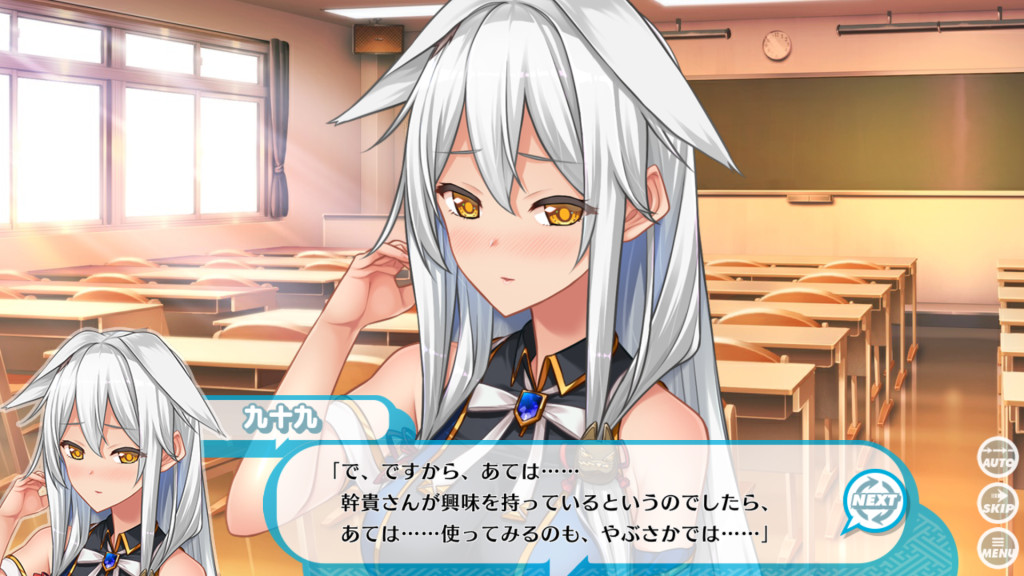 九十九
「で、ですから、あては……
幹貴さんが興味を持っているというのでしたら、
あては……使ってみるのも、やぶさかでは……」
NEXT
AUTO
SKIP
MENU